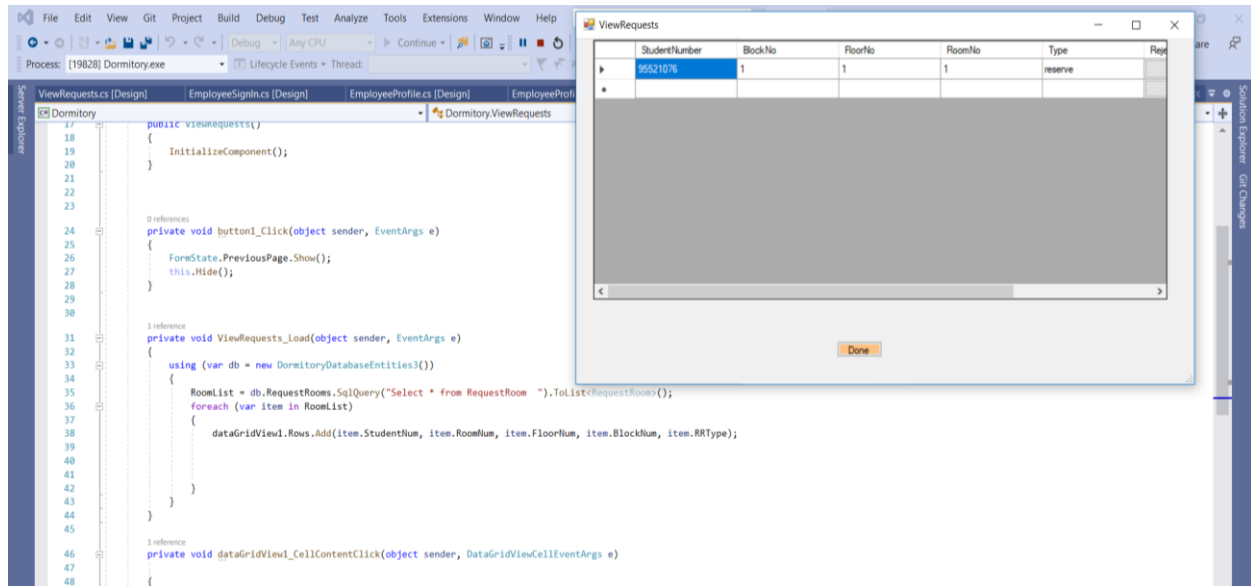 File Edit View Git Project Build Debug Test Analyze Tools Extensions Window Help
Debug Any CPU Continue
Process: [19828] Dormitory.exe Lifecycle Events Thread:
are
Server Explorer
ViewRequests.cs [Design] EmployeeSignIn.cs [Design] EmployeeProfile.cs [Design] EmployeeProfi
Dormitory Dormitory.ViewRequests
17 public ViewRequests()
18 {
19 InitializeComponent();
20 }
21
22
23
0 references
24 private void button1_Click(object sender, EventArgs e)
25 {
26 FormState.PreviousPage.Show();
27 this.Hide();
28 }
29
30
1 reference
31 private void ViewRequests_Load(object sender, EventArgs e)
32 {
33 using (var db = new DormitoryDatabaseEntities3())
34 {
35 RoomList = db.RequestRooms.SqlQuery("Select * from RequestRoom ").ToList<RequestRoom>();
36 foreach (var item in RoomList)
37 {
38 dataGridView1.Rows.Add(item.StudentNum, item.RoomNum, item.FloorNum, item.BlockNum, item.RRType);
39
40
41
42 }
43 }
44 }
45
1 reference
46 private void dataGridView1_CellContentClick(object sender, DataGridViewCellEventArgs e)
47
48 {
ViewRequests
StudentNumber BlockNo FloorNo RoomNo Type Reje
95521076 1 1 1 reserve
Done
Solution Explorer
Git Changes